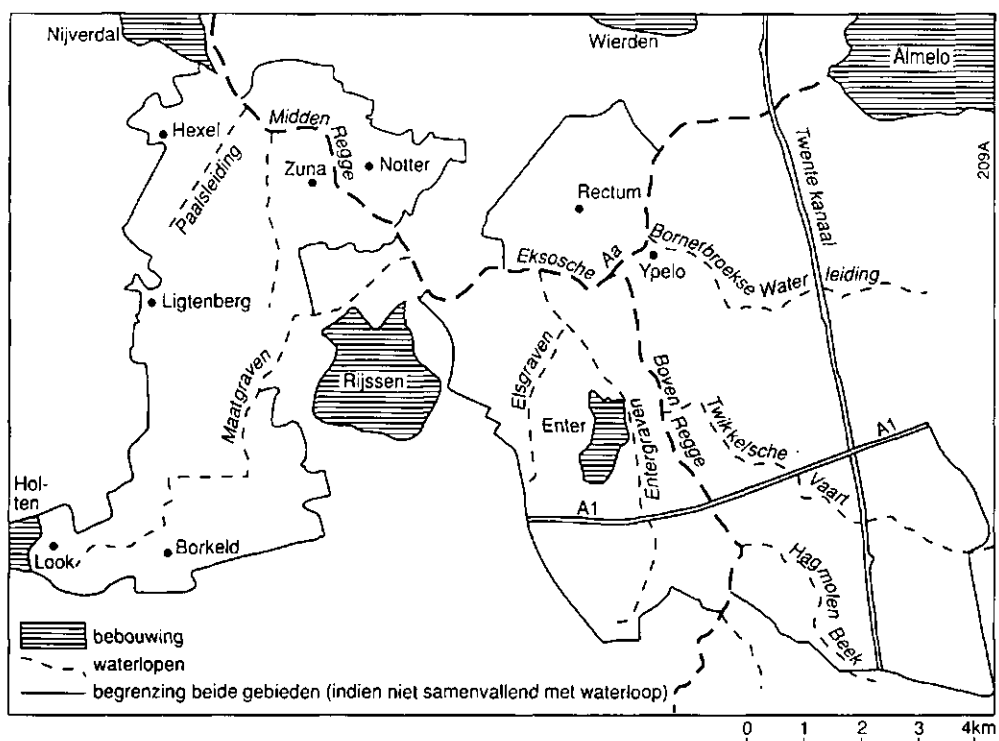 Nijverdal
Wierden
Almelo
Hexel
Midden
Regge
Paalsleiding
Zuna
Notter
Twente kanaal
209A
Rectum
Eksosche Aa
Ypelo
Bornerbroekse Water leiding
Ligtenberg
Maatgraven
Rijssen
Elsgraven
Enter
Entergraven
Boven Regge
Twikkelsche
Vaart
A1
A1
Hol-
ten
Look
Borkeld
Hagmolen
Beek
bebouwing
waterlopen
begrenzing beide gebieden (indien niet samenvallend met waterloop)
0 1 2 3 4km